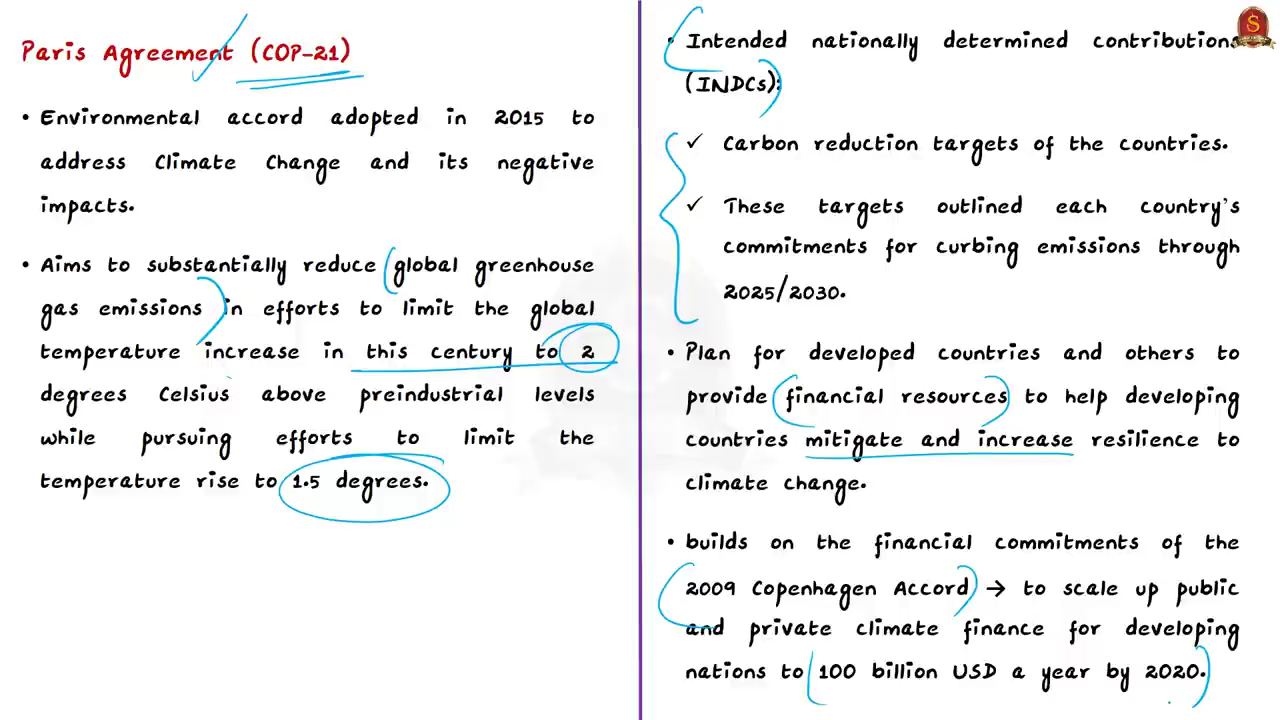 Paris Agreement (COP-21)
• Environmental accord adopted in 2015 to
address Climate Change and its negative
impacts.
• Aims to substantially reduce global greenhouse
gas emissions in efforts to limit the global
temperature increase in this century to 2
degrees Celsius above preindustrial levels
while pursuing efforts to limit the
temperature rise to 1.5 degrees.
• Intended nationally determined contributions
(INDCs):
✓ Carbon reduction targets of the countries.
✓ These targets outlined each country's
commitments for curbing emissions through
2025/2030.
• Plan for developed countries and others to
provide financial resources to help developing
countries mitigate and increase resilience to
climate change.
• builds on the financial commitments of the
2009 Copenhagen Accord → to scale up public
and private climate finance for developing
nations to 100 billion USD a year by 2020.